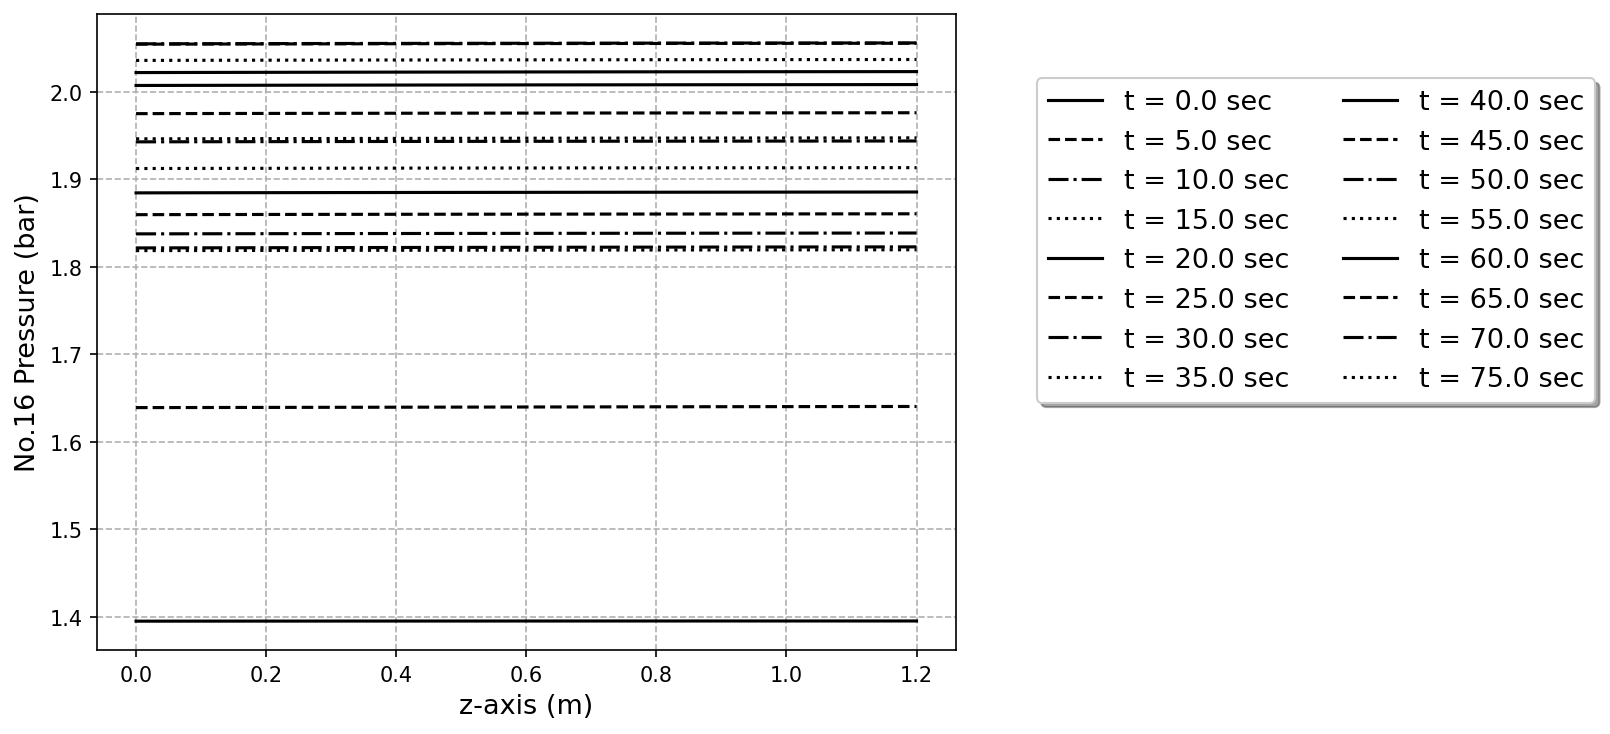 No.16 Pressure (bar)
2.0
1.9
1.8
1.7
1.6
1.5
1.4
0.0 0.2 0.4 0.6 0.8 1.0 1.2
z-axis (m)
t = 0.0 sec
t = 5.0 sec
t = 10.0 sec
t = 15.0 sec
t = 20.0 sec
t = 25.0 sec
t = 30.0 sec
t = 35.0 sec
t = 40.0 sec
t = 45.0 sec
t = 50.0 sec
t = 55.0 sec
t = 60.0 sec
t = 65.0 sec
t = 70.0 sec
t = 75.0 sec